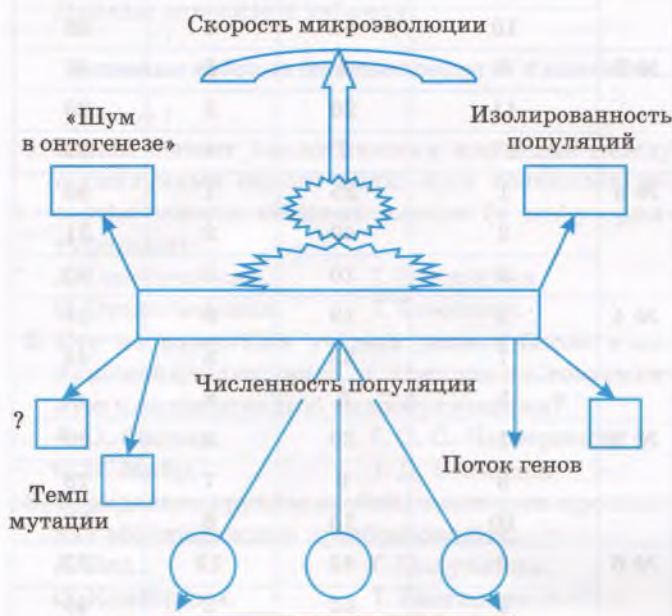 Скорость микроэволюции
«Шум
в онтогенезе»
Изолированность
популяций
Численность популяции
?
Темп
мутации
Поток генов